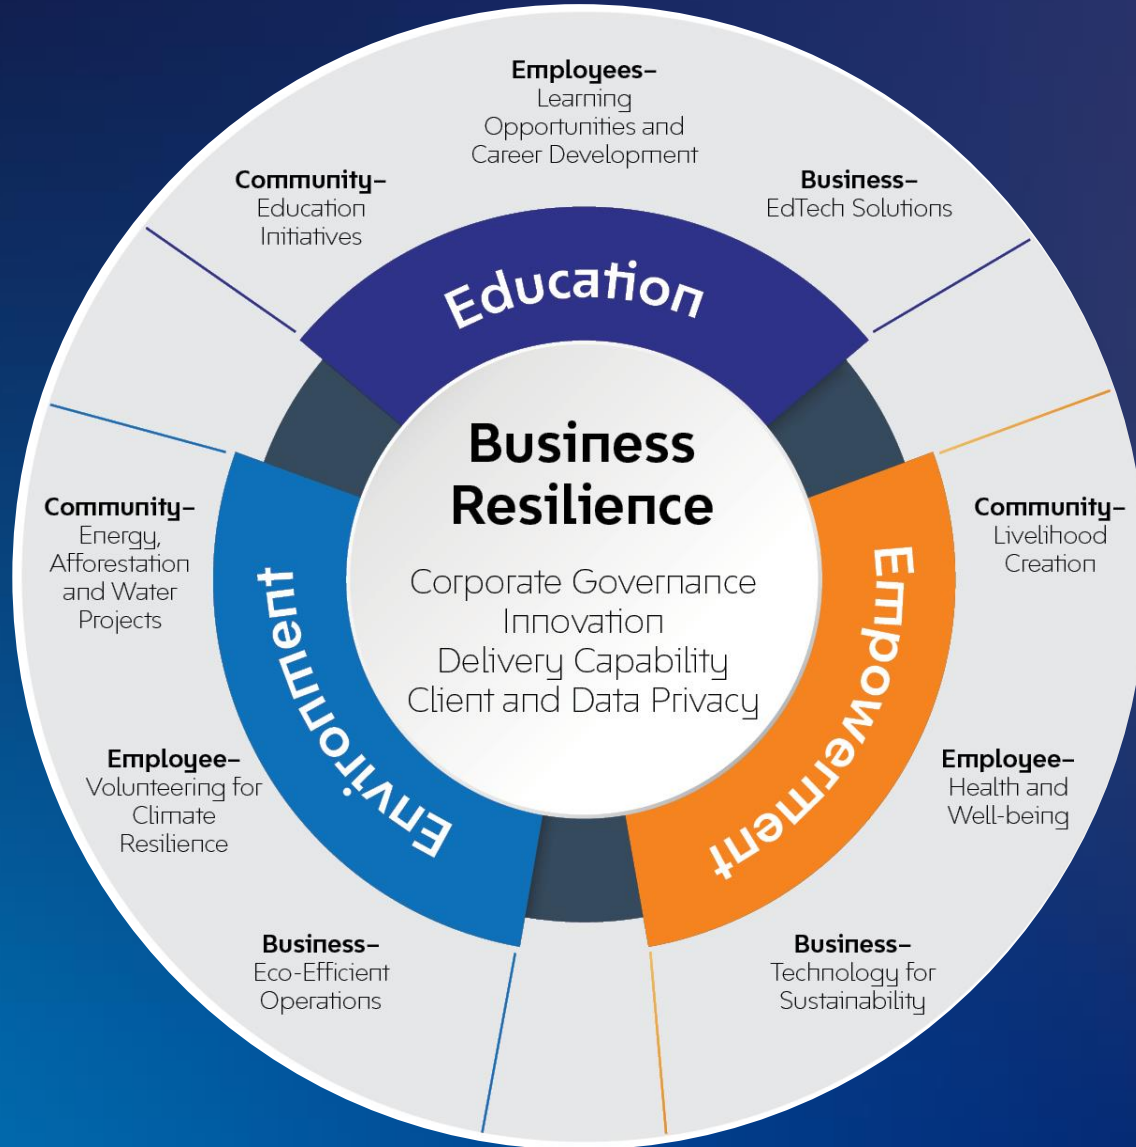 Employees–
Learning
Opportunities and
Career Development
Community–
Education
Initiatives
Business–
EdTech Solutions
Education
Business
Resilience
Corporate Governance
Innovation
Delivery Capability
Client and Data Privacy
Empowerment
Community–
Livelihood
Creation
Employee–
Health and
Well-being
Business–
Technology for
Sustainability
Environment
Community–
Energy,
Afforestation
and Water
Projects
Employee–
Volunteering for
Climate
Resilience
Business–
Eco-Efficient
Operations